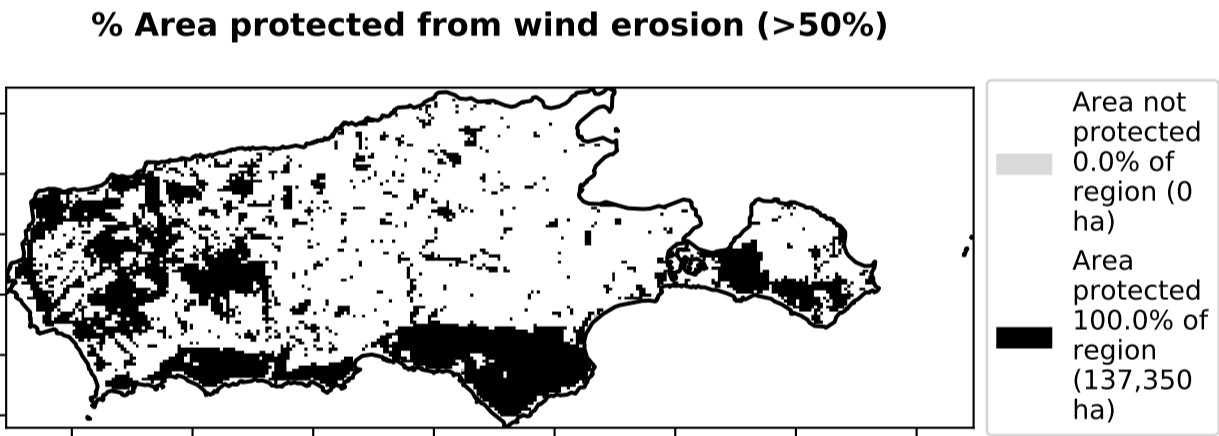 % Area protected from wind erosion (>50%)
Area not
protected
0.0% of
region (0
ha)
Area
protected
100.0% of
region
(137,350
ha)